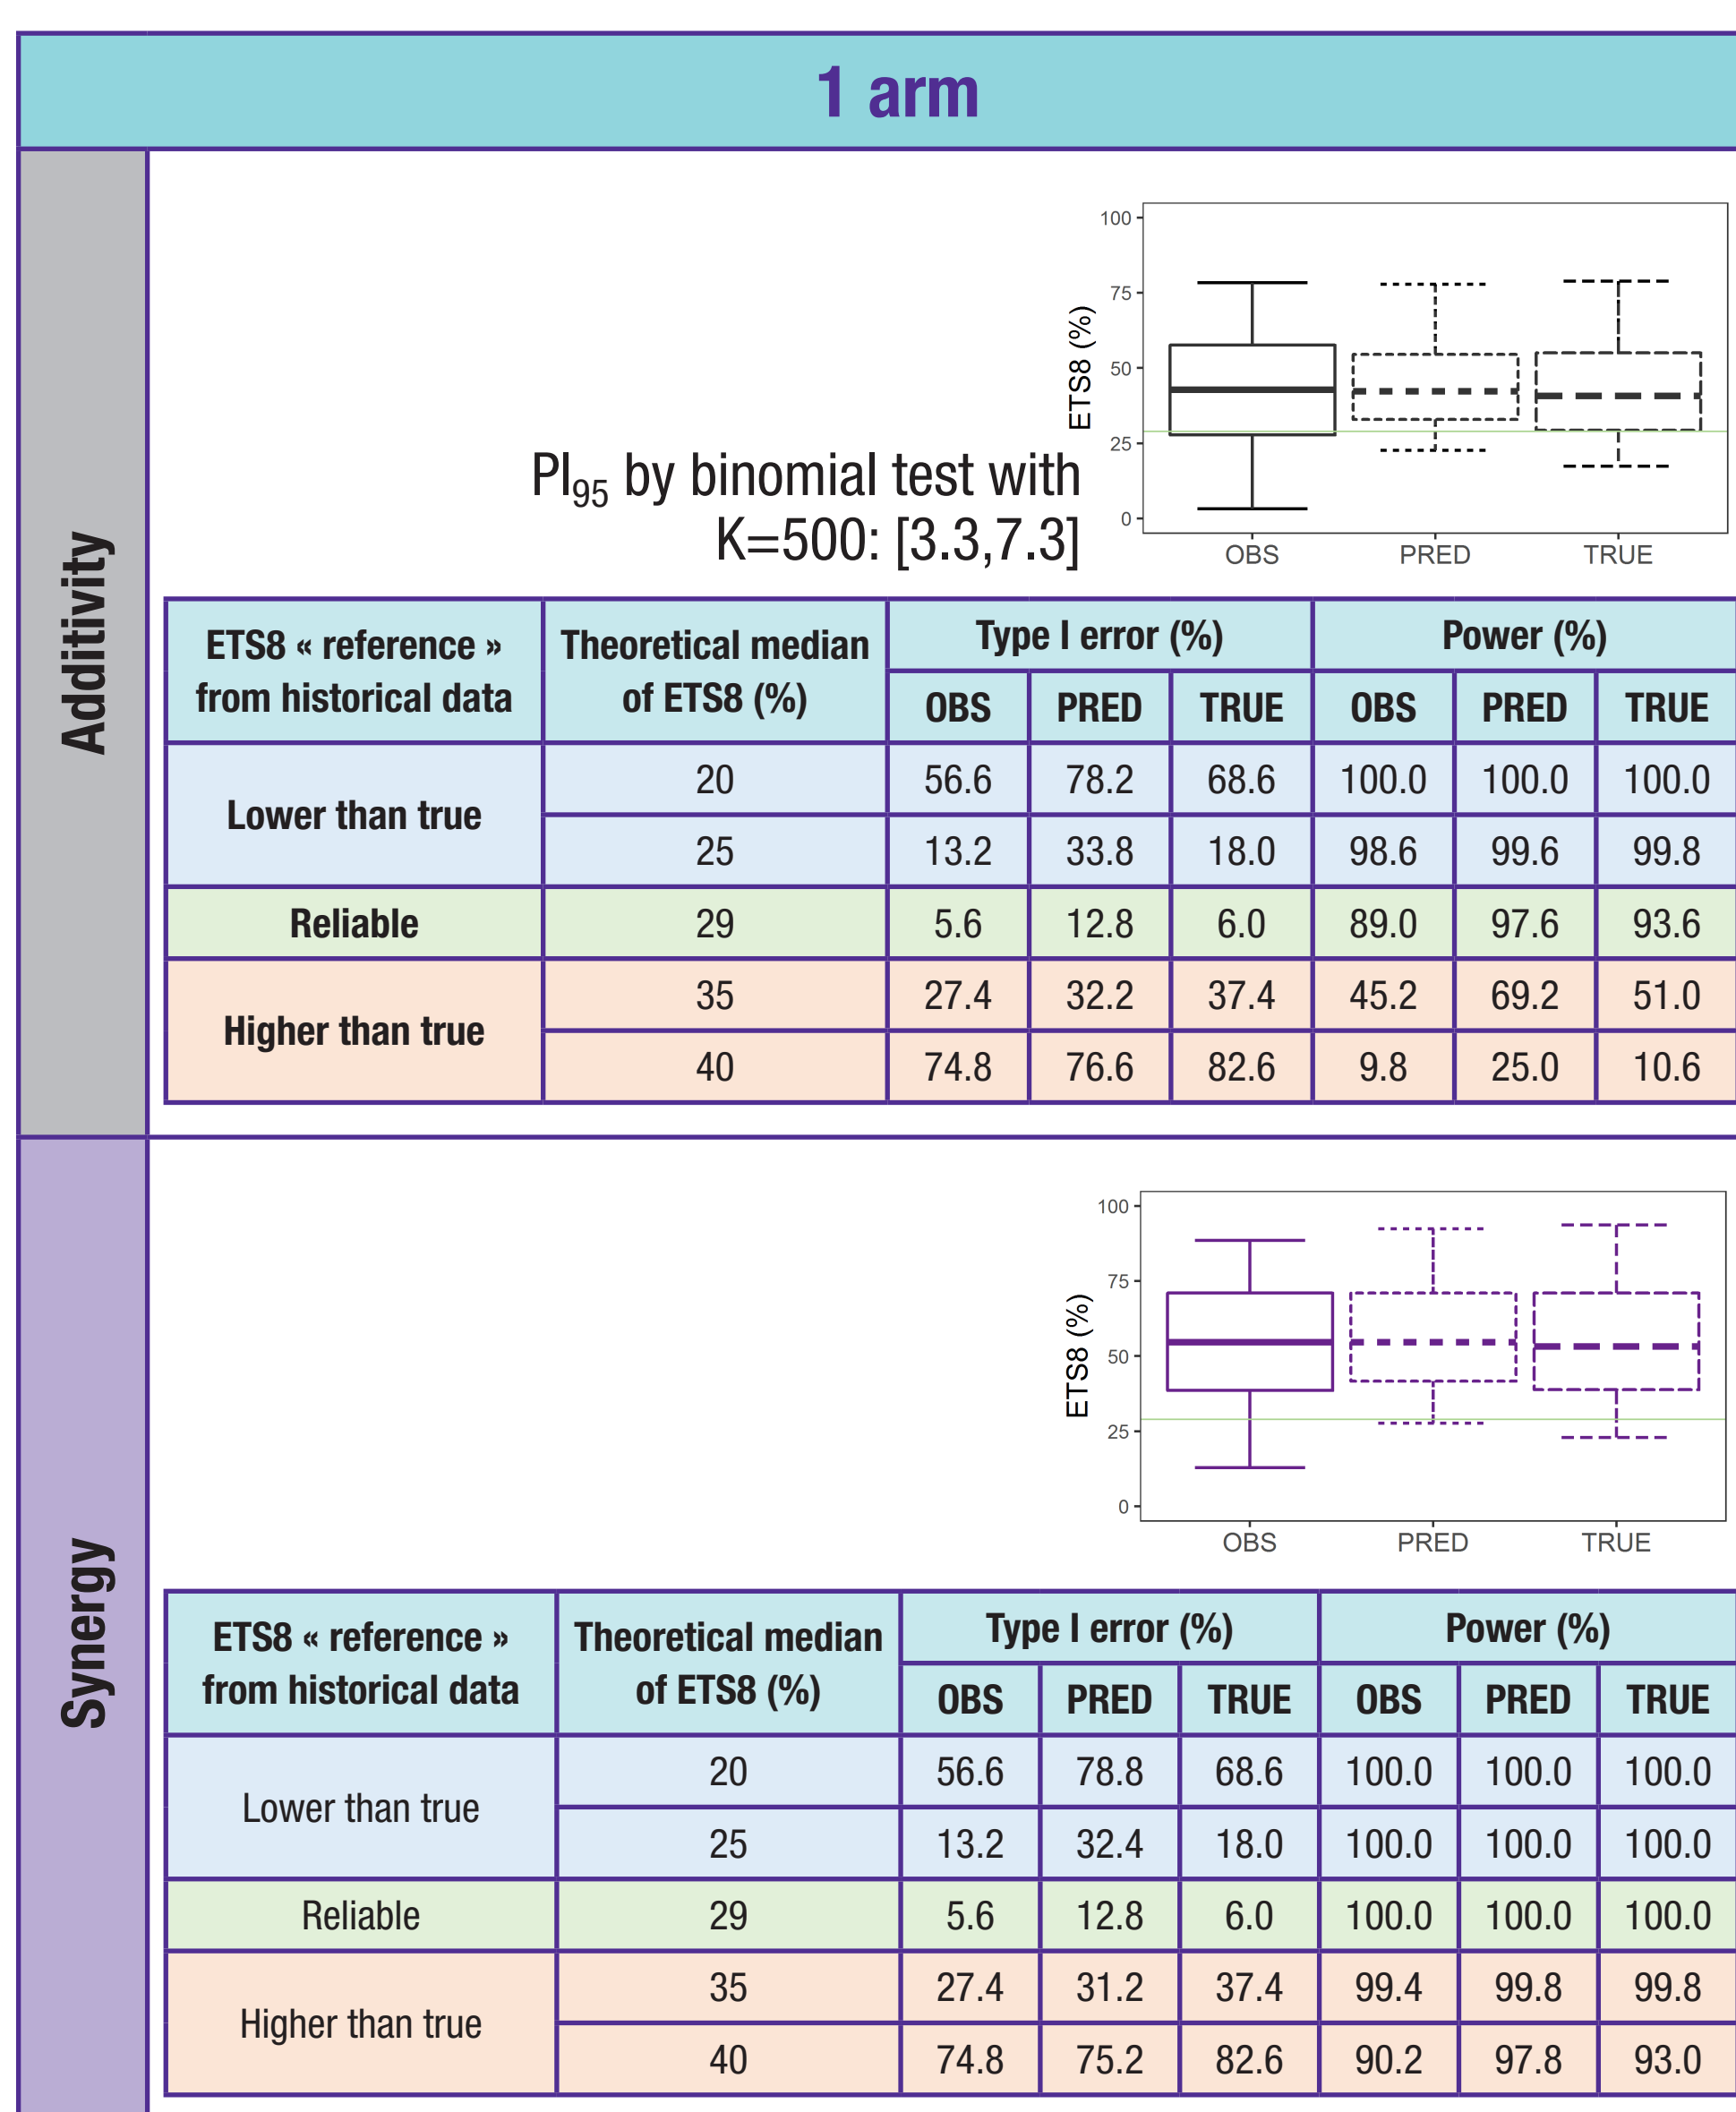 1 arm
Additivity
100
75
50
25
0
ETS8 (%)
OBS PRED TRUE
PI95 by binomial test with
K=500: [3.3,7.3]
ETS8 « reference » Theoretical median Type I error (%) Power (%)
from historical data of ETS8 (%) OBS PRED TRUE OBS PRED TRUE
Lower than true
20 56.6 78.2 68.6 100.0 100.0 100.0
25 13.2 33.8 18.0 98.6 99.6 99.8
Reliable 29 5.6 12.8 6.0 89.0 97.6 93.6
Higher than true
35 27.4 32.2 37.4 45.2 69.2 51.0
40 74.8 76.6 82.6 9.8 25.0 10.6
Synergy
100
75
50
25
0
ETS8 (%)
OBS PRED TRUE
ETS8 « reference » Theoretical median Type I error (%) Power (%)
from historical data of ETS8 (%) OBS PRED TRUE OBS PRED TRUE
Lower than true
20 56.6 78.8 68.6 100.0 100.0 100.0
25 13.2 32.4 18.0 100.0 100.0 100.0
Reliable 29 5.6 12.8 6.0 100.0 100.0 100.0
Higher than true
35 27.4 31.2 37.4 99.4 99.8 99.8
40 74.8 75.2 82.6 90.2 97.8 93.0